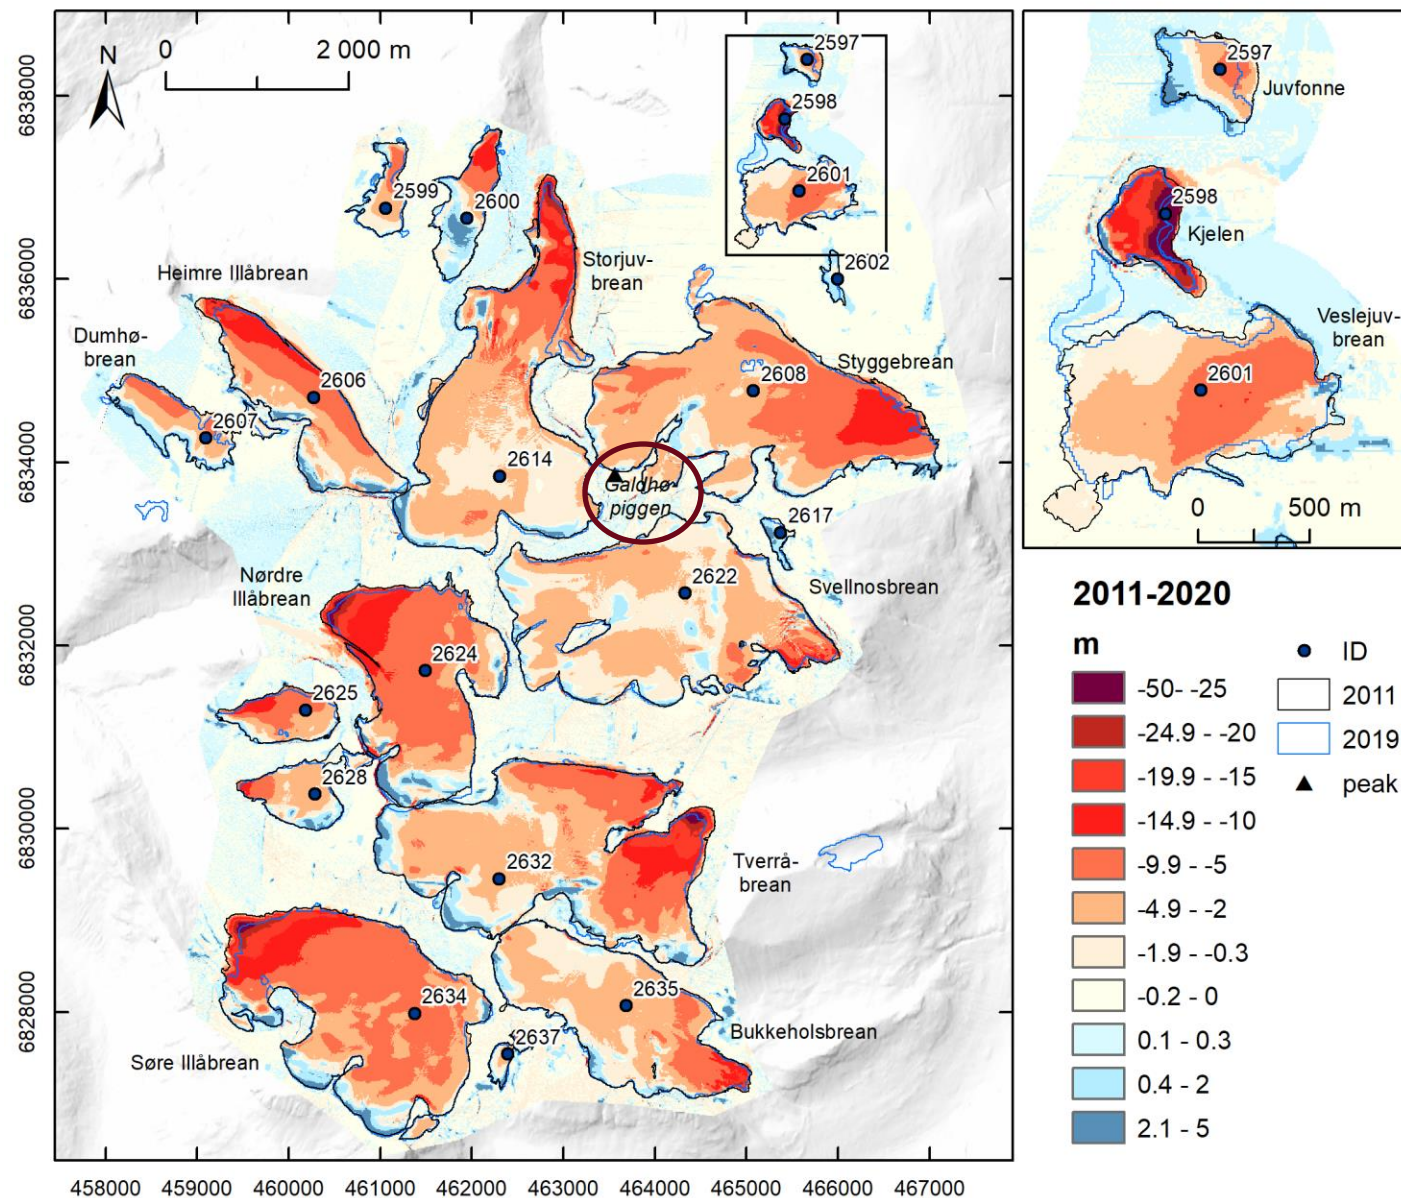 N
0 2 000 m
6838000
6836000
6834000
6832000
6830000
6828000
458000 459000 460000 461000 462000 463000 464000 465000 466000 467000
2597
2598
2599
2600
2601
2602
Storjuv-
brean
Heimre Illåbrean
Dumhø-
brean
2606
2607
Styggebrean
2608
2614
Galdhø-
piggen
2617
Nørdre
Illåbrean
2622
Svellnosbrean
2624
2625
2628
2632
Tverrå-
brean
2634
2635
2637
Søre Illåbrean
Bukkeholsbrean
2597
Juvfonne
2598
Kjelen
Veslejuv-
brean
2601
0 500 m
2011-2020
m
-50- -25
-24.9 - -20
-19.9 - -15
-14.9 - -10
-9.9 - -5
-4.9 - -2
-1.9 - -0.3
-0.2 - 0
0.1 - 0.3
0.4 - 2
2.1 - 5
ID
2011
2019
peak